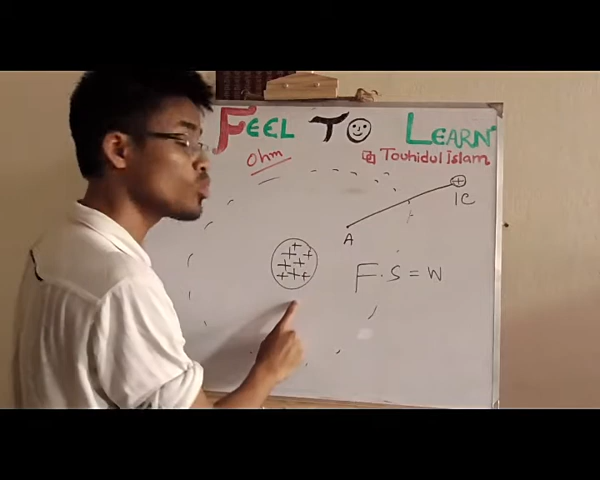 FEEL TO LEARN
Ohm
Touhidul islam
+
1C
A
+ + + + + + + +
F.S = W